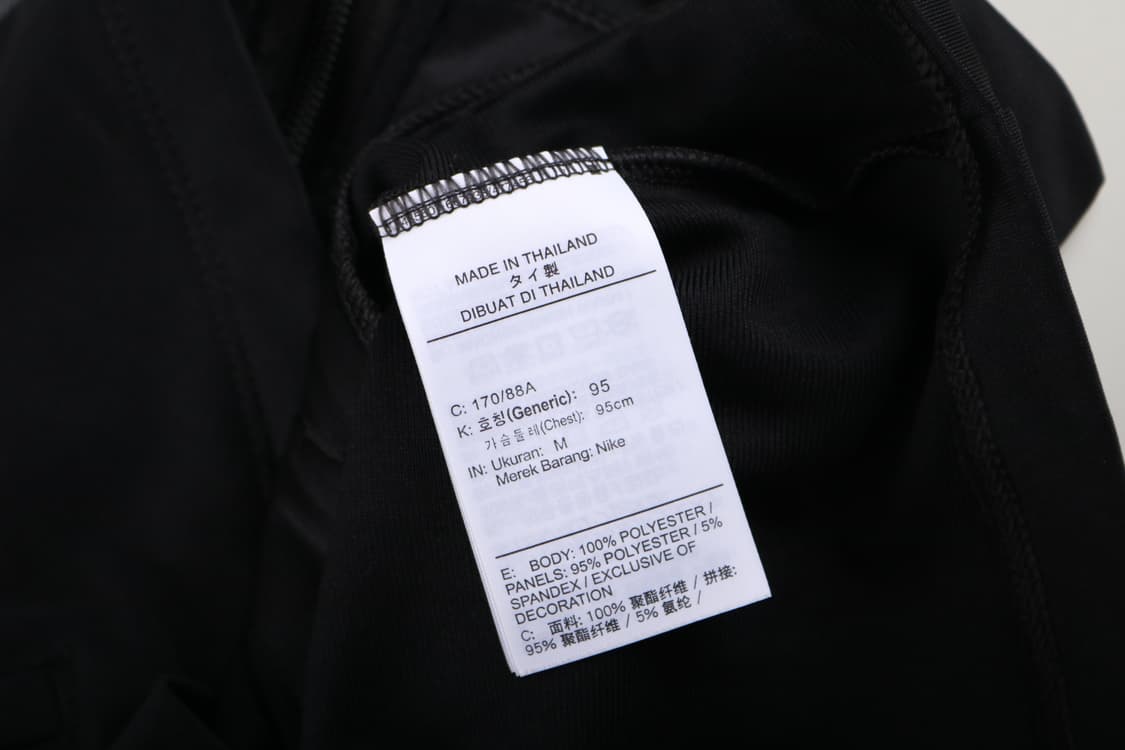 MADE IN THAILAND
タイ製
DIBUAT DI THAILAND
C: 170/88A
K: 호칭(Generic): 95
가슴둘레(Chest): 95cm
IN: Ukuran: M
Merek Barang: Nike
E: BODY: 100% POLYESTER /
PANELS: 95% POLYESTER / 5%
SPANDEX / EXCLUSIVE OF
DECORATION
C: 面料: 100% 聚酯纤维 / 拼接:
95% 聚酯纤维 / 5% 氨纶 /